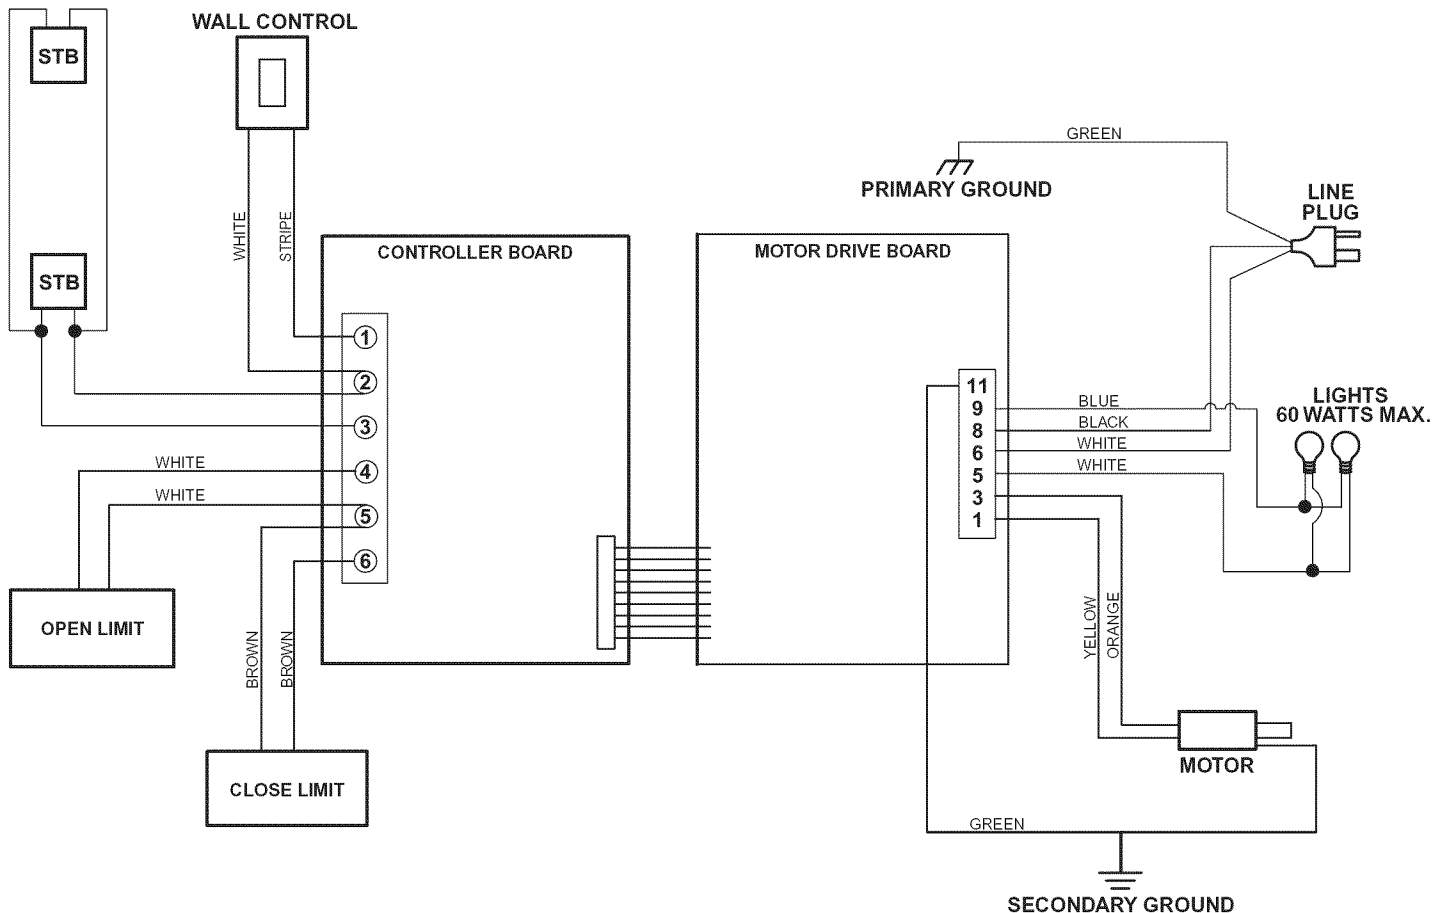 WALL CONTROL
STB
STB
WHITE
STRIPE
GREEN
PRIMARY GROUND
LINE
PLUG
CONTROLLER BOARD
MOTOR DRIVE BOARD
1
2
3
4
5
6
WHITE
WHITE
OPEN LIMIT
BROWN
BROWN
CLOSE LIMIT
11
9
8
6
5
3
1
BLUE
BLACK
WHITE
WHITE
LIGHTS
60 WATTS MAX.
YELLOW
ORANGE
MOTOR
GREEN
SECONDARY GROUND